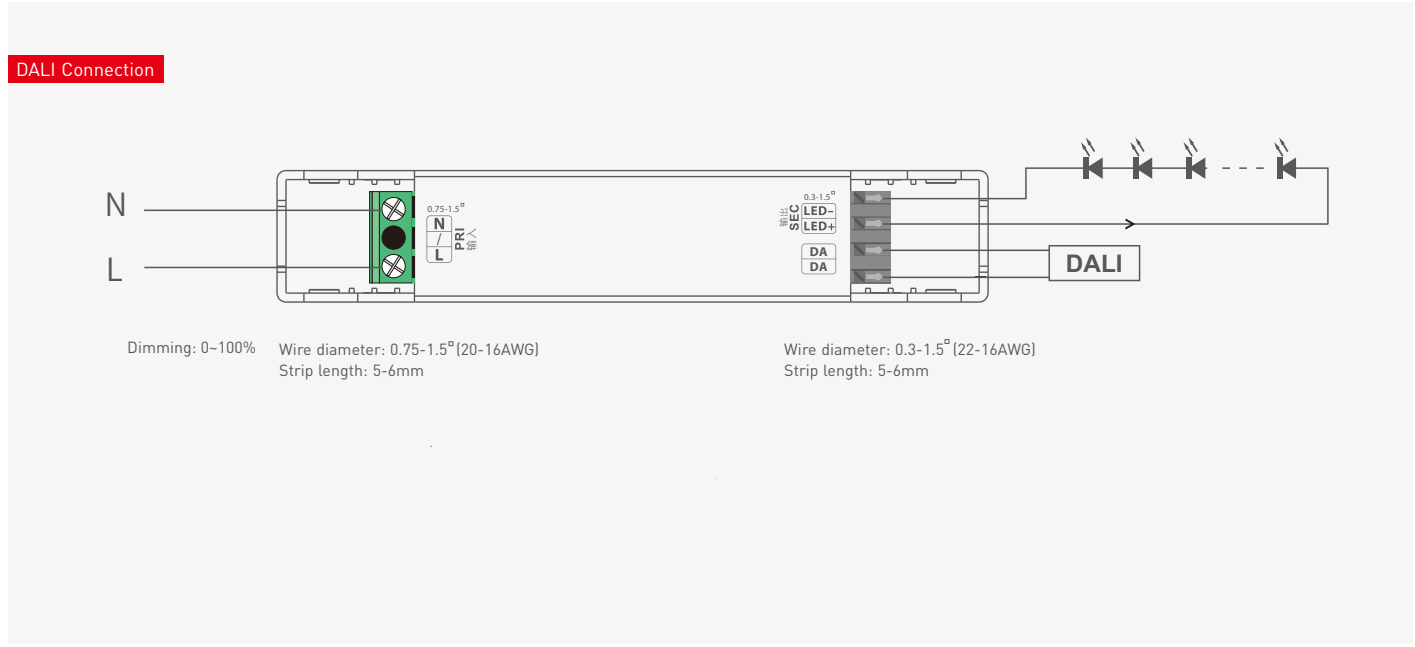 DALI Connection
N
L
0.75-1.5□
N
/
L
PRI
输入
0.3-1.5□
输出
SEC
LED–
LED+
DA
DA
DALI
Dimming: 0~100%
Wire diameter: 0.75-1.5□(20-16AWG)
Strip length: 5-6mm
Wire diameter: 0.3-1.5□(22-16AWG)
Strip length: 5-6mm